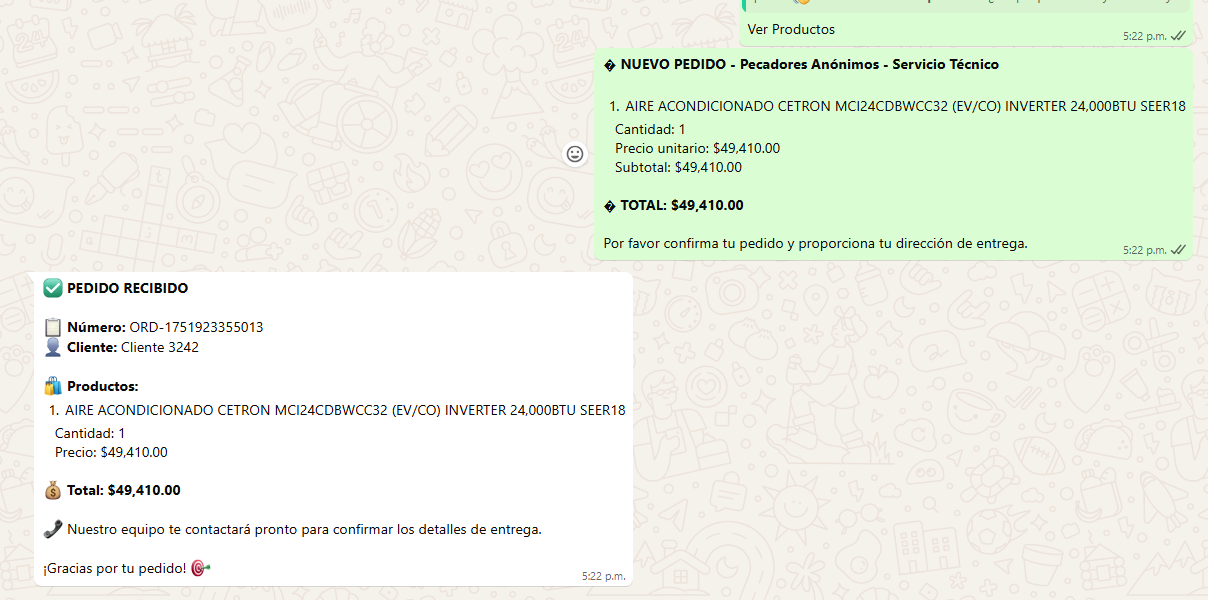 Ver Productos
5:22 p.m.
� NUEVO PEDIDO - Pecadores Anónimos - Servicio Técnico
1. AIRE ACONDICIONADO CETRON MCI24CDBWCC32 (EV/CO) INVERTER 24,000BTU SEER18
Cantidad: 1
Precio unitario: $49,410.00
Subtotal: $49,410.00
� TOTAL: $49,410.00
Por favor confirma tu pedido y proporciona tu dirección de entrega.
5:22 p.m.
✅ PEDIDO RECIBIDO
📋 Número: ORD-1751923355013
👤 Cliente: Cliente 3242
🛍️ Productos:
1. AIRE ACONDICIONADO CETRON MCI24CDBWCC32 (EV/CO) INVERTER 24,000BTU SEER18
Cantidad: 1
Precio: $49,410.00
💰 Total: $49,410.00
📞 Nuestro equipo te contactará pronto para confirmar los detalles de entrega.
¡Gracias por tu pedido! 🎯
5:22 p.m.